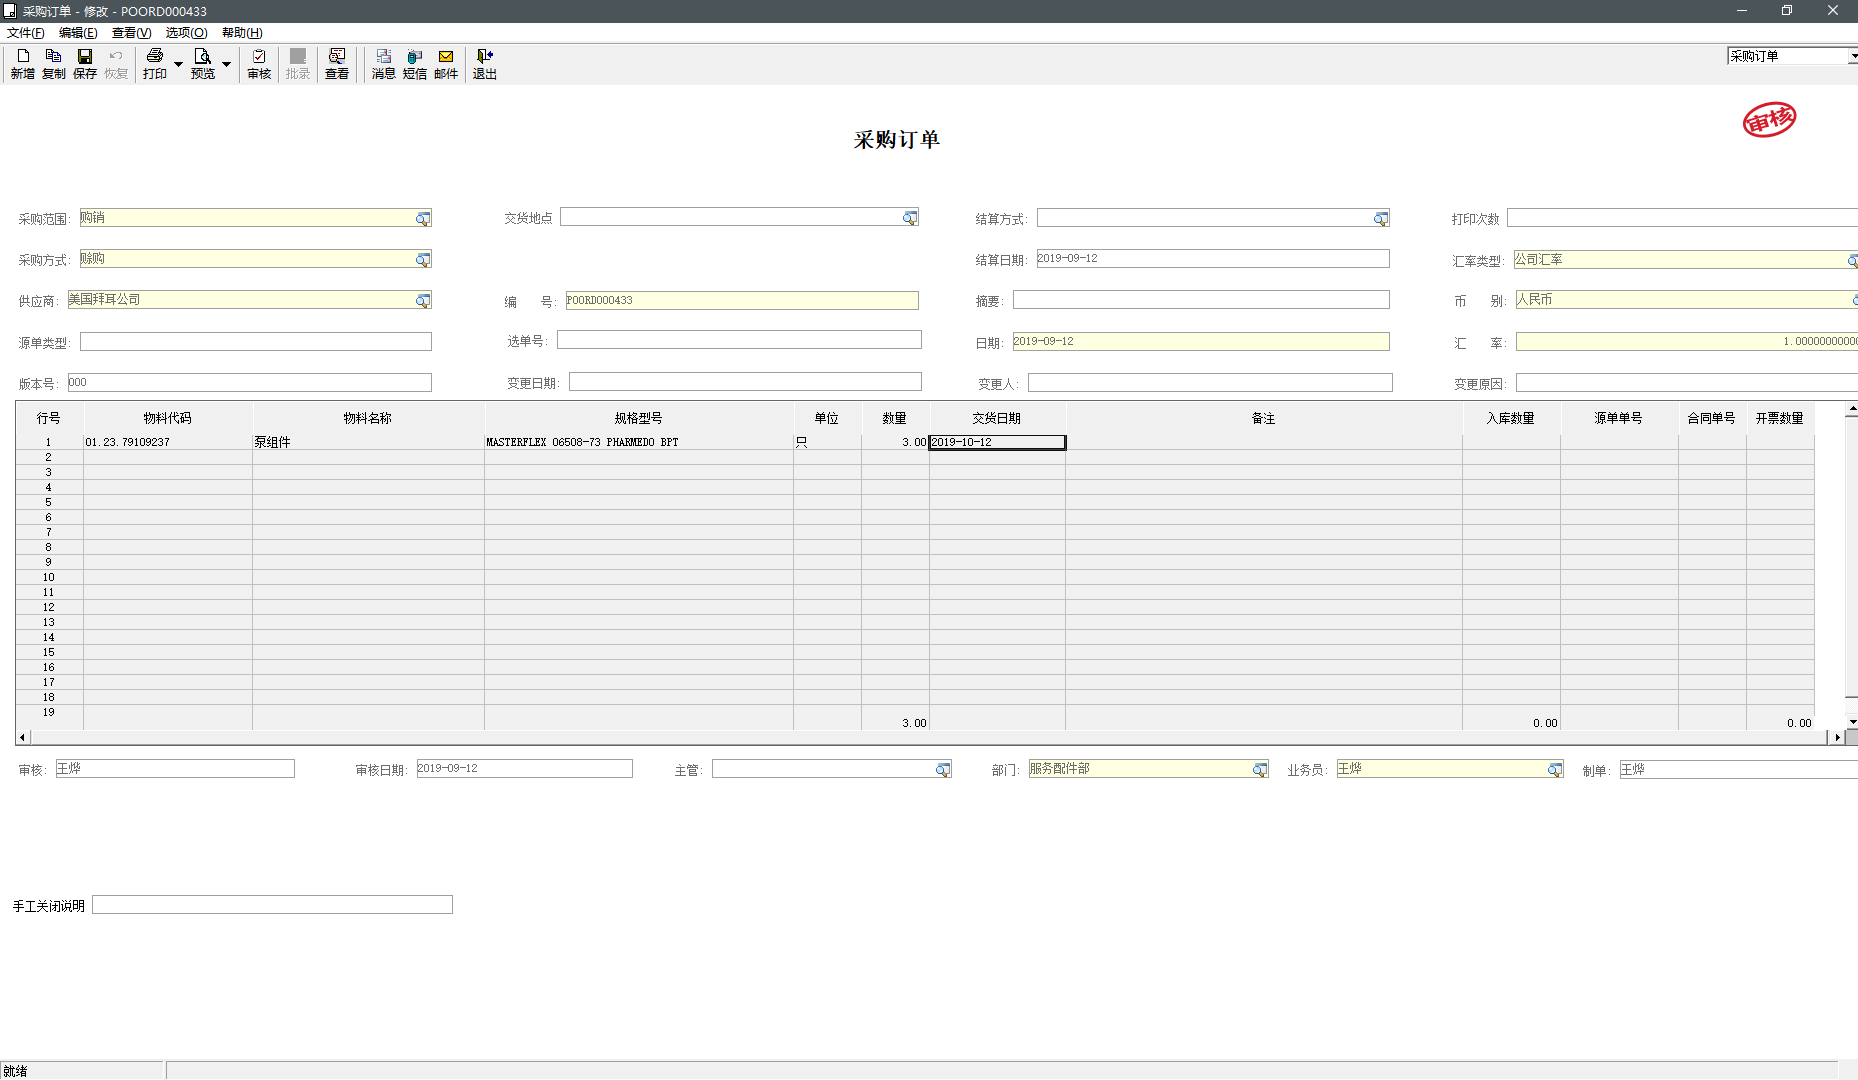 采购订单 - 修改 - POORD000433
文件(F) 编辑(E) 查看(V) 选项(O) 帮助(H)
新增 复制 保存 恢复 打印 预览 审核 批录 查看 消息 短信 邮件 退出 采购订单
审核
采购订单
采购范围: 购销 交货地点 结算方式: 打印次数
采购方式: 赊购 结算日期: 2019-09-12 汇率类型: 公司汇率
供应商: 美国拜耳公司 编 号: POORD000433 摘要: 币 别: 人民币
源单类型: 选单号: 日期: 2019-09-12 汇 率: 1.0000000000
版本号: 000 变更日期: 变更人: 变更原因:
行号 物料代码 物料名称 规格型号 单位 数量 交货日期 备注 入库数量 源单单号 合同单号 开票数量
1 01.23.79109237 泵组件 MASTERFLEX 06508-73 PHARMEDO BPT 只 3.00 2019-10-12
2
3
4
5
6
7
8
9
10
11
12
13
14
15
16
17
18
19
3.00 0.00 0.00
审核: 王烨 审核日期: 2019-09-12 主管: 部门: 服务配件部 业务员: 王烨 制单: 王烨
手工关闭说明
就绪